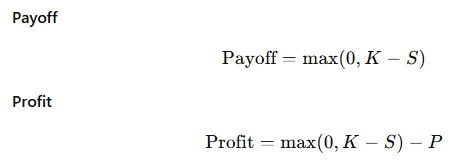 Payoff
Payoff = max(0, K − S)
Profit
Profit = max(0, K − S) − P